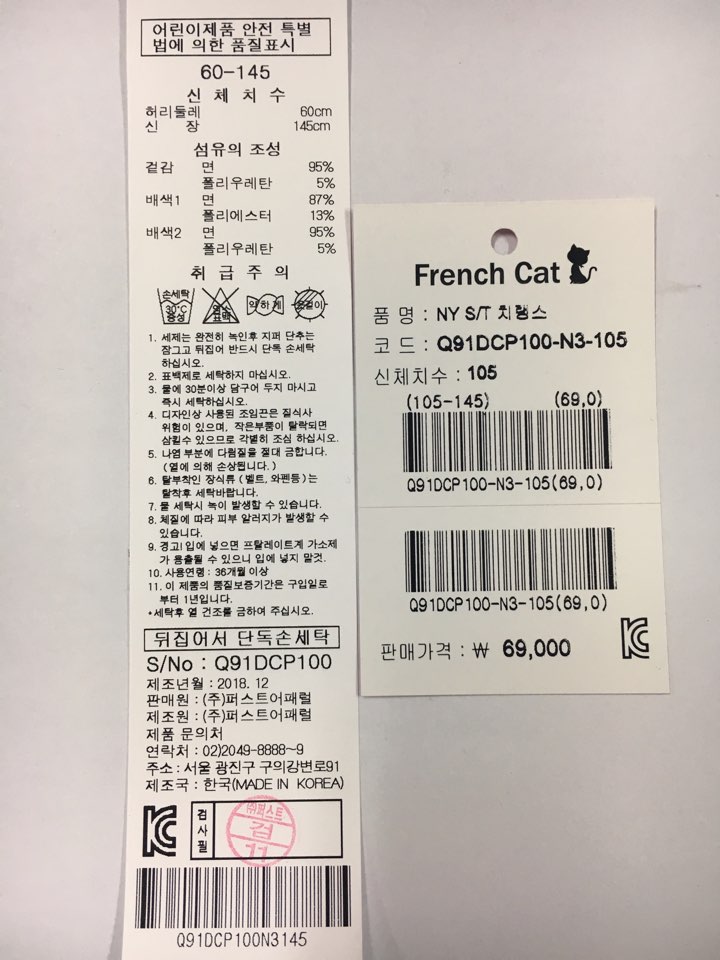 어린이제품 안전 특별
법에 의한 품질표시
60-145
신 체 치 수
허리둘레 60cm
신 장 145cm
섬유의 조성
겉감 면 95%
폴리우레탄 5%
배색1 면 87%
폴리에스터 13%
배색2 면 95%
폴리우레탄 5%
취 급 주 의
손세탁
30℃
중성
염소
표백
약하게
옷걸이
1. 세제는 완전히 녹인후 지퍼 단추는
잠그고 뒤집어 반드시 단독 손세탁
하십시오.
2. 표백제로 세탁하지 마십시오.
3. 물에 30분이상 담구어 두지 마시고
즉시 세탁하십시오.
4. 디자인상 사용된 조임끈은 질식사
위험이 있으며, 작은부품이 탈락되면
삼킬수 있으므로 각별히 조심 하십시오.
5. 나염 부분에 다림질을 절대 금합니다.
(열에 의해 손상됩니다.)
6. 탈부착인 장식류(벨트, 와펜등)는
탈착후 세탁바랍니다.
7. 물 세탁시 녹이 발생할 수 있습니다.
8. 체질에 따라 피부 알러지가 발생할 수
있습니다.
9. 경고! 입에 넣으면 프탈레이트계 가소제
가 용출될 수 있으니 입에 넣지 말것.
10. 사용연령 : 36개월 이상
11. 이 제품의 품질보증기간은 구입일로
부터 1년입니다.
*세탁후 열 건조를 금하여 주십시오.
뒤집어서 단독손세탁
S/No : Q91DCP100
제조년월 : 2018. 12
판매원 : (주)퍼스트어패럴
제조원 : (주)퍼스트어패럴
제품 문의처
연락처 : 02)2049-8888~9
주소 : 서울 광진구 구의강변로91
제조국 : 한국(MADE IN KOREA)
KC
검사필
㈜퍼스트
검
11
Q91DCP100N3145
French Cat
품 명 : NY S/T 치랭스
코 드 : Q91DCP100-N3-105
신체치수 : 105
(105-145) (69,0)
Q91DCP100-N3-105(69,0)
Q91DCP100-N3-105(69,0)
판매가격 : ₩ 69,000
KC